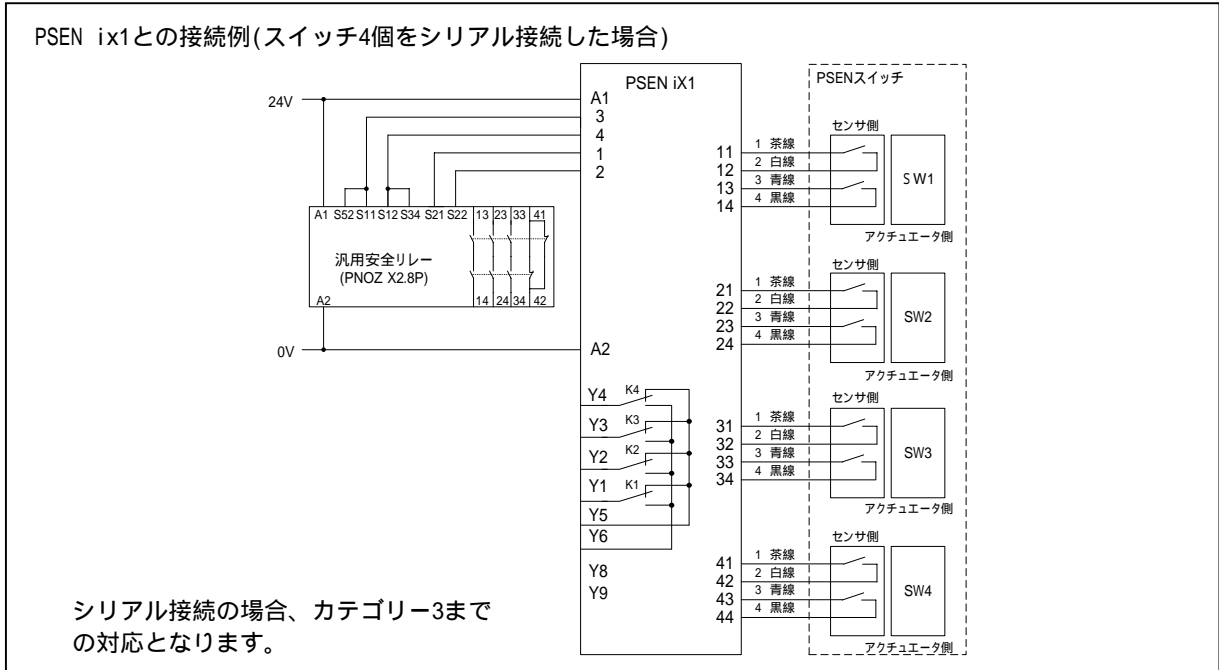 PSEN ix1との接続例(スイッチ4個をシリアル接続した場合)
PSEN iX1
PSENスイッチ
24V
A1
3
4
1
2
A1 S52 S11 S12 S34 S21 S22 13 23 33 41
汎用安全リレー
(PNOZ X2.8P)
A2
14 24 34 42
0V
A2
Y4 K4
Y3 K3
Y2 K2
Y1 K1
Y5
Y6
Y8
Y9
センサ側
11 1 茶線
12 2 白線
13 3 青線
14 4 黒線
SW1
アクチュエータ側
センサ側
21 1 茶線
22 2 白線
23 3 青線
24 4 黒線
SW2
アクチュエータ側
センサ側
31 1 茶線
32 2 白線
33 3 青線
34 4 黒線
SW3
アクチュエータ側
センサ側
41 1 茶線
42 2 白線
43 3 青線
44 4 黒線
SW4
アクチュエータ側
シリアル接続の場合、カテゴリー3まで
の対応となります。